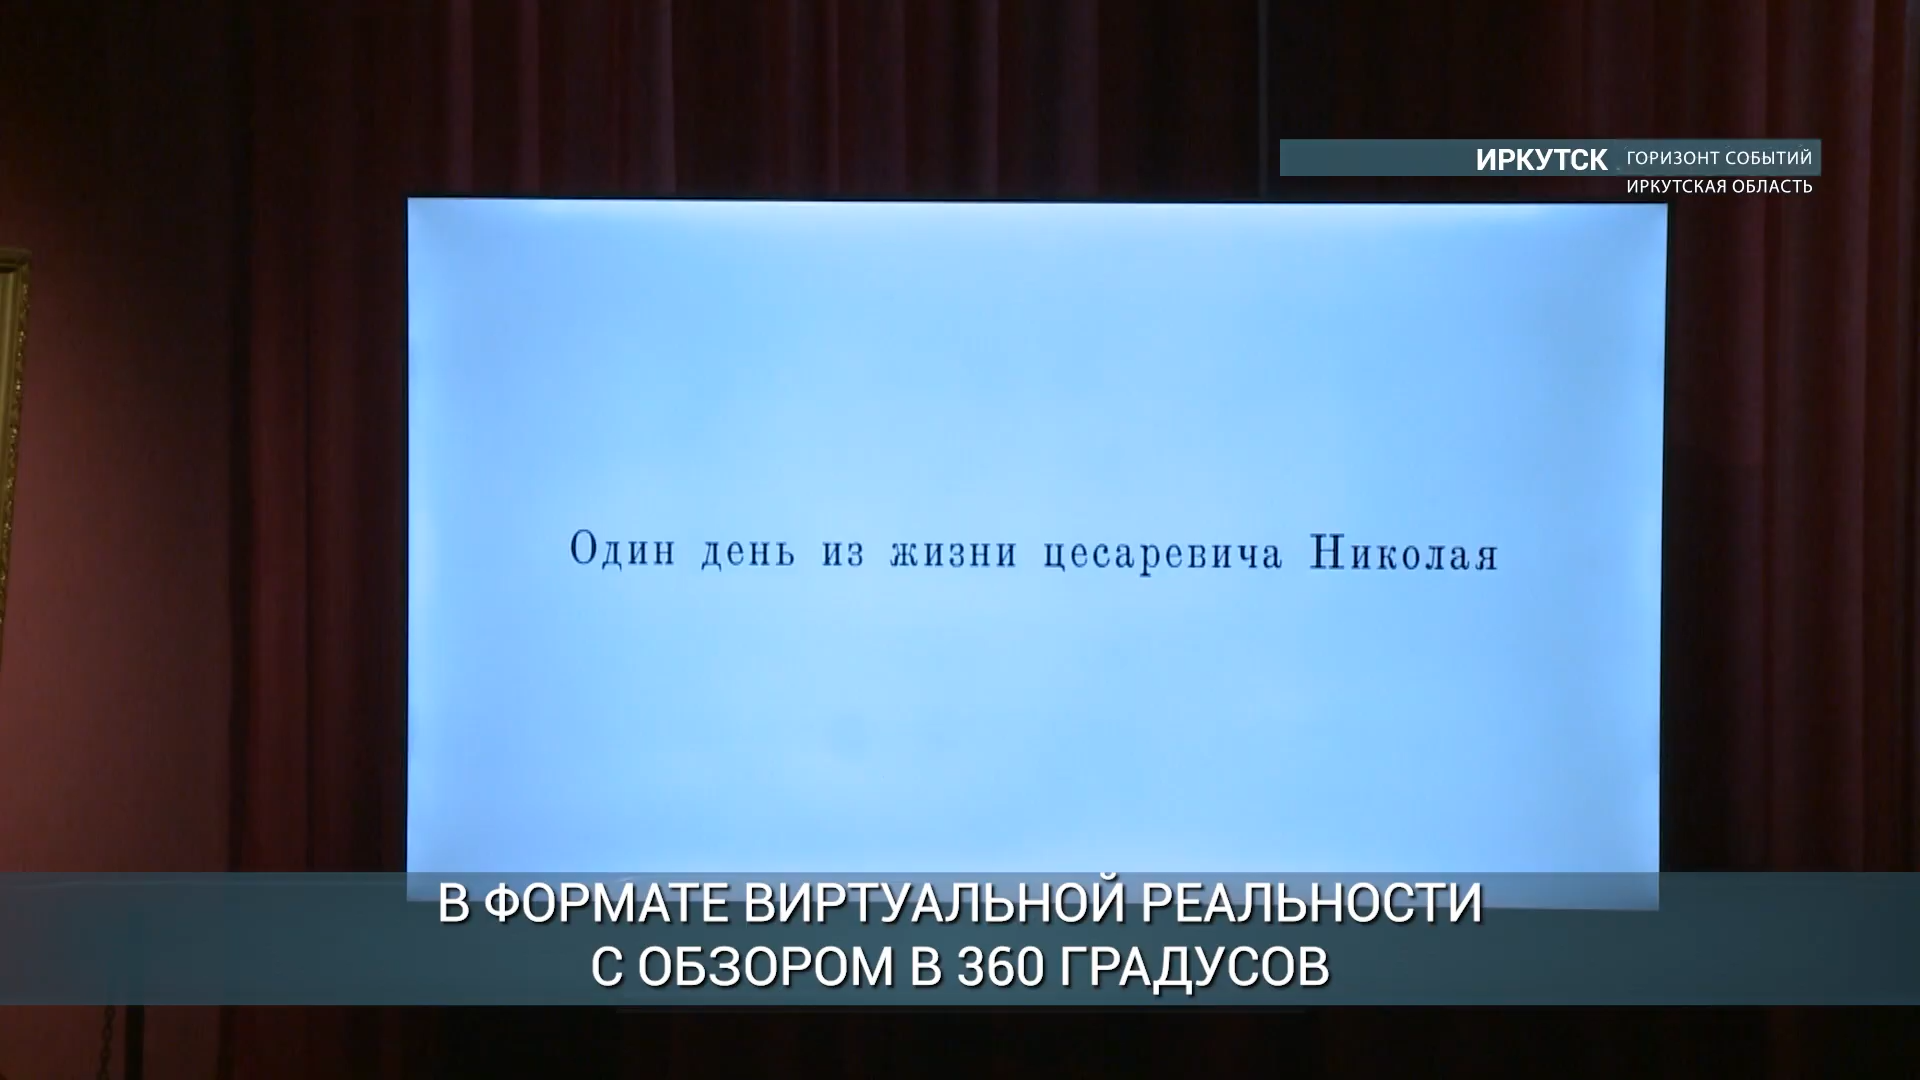 ИРКУТСК ГОРИЗОНТ СОБЫТИЙ
ИРКУТСКАЯ ОБЛАСТЬ
Один день из жизни цесаревича Николая
В ФОРМАТЕ ВИРТУАЛЬНОЙ РЕАЛЬНОСТИ
С ОБЗОРОМ В 360 ГРАДУСОВ